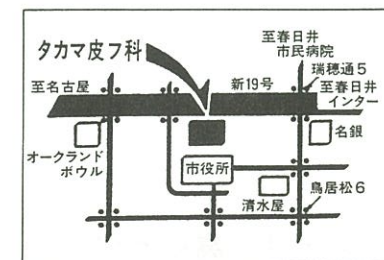 至春日井
市民病院
タカマ皮フ科
瑞穂通5
至名古屋
新19号
至春日井
インター
名銀
オークランド
ボウル
市役所
鳥居松6
清水屋